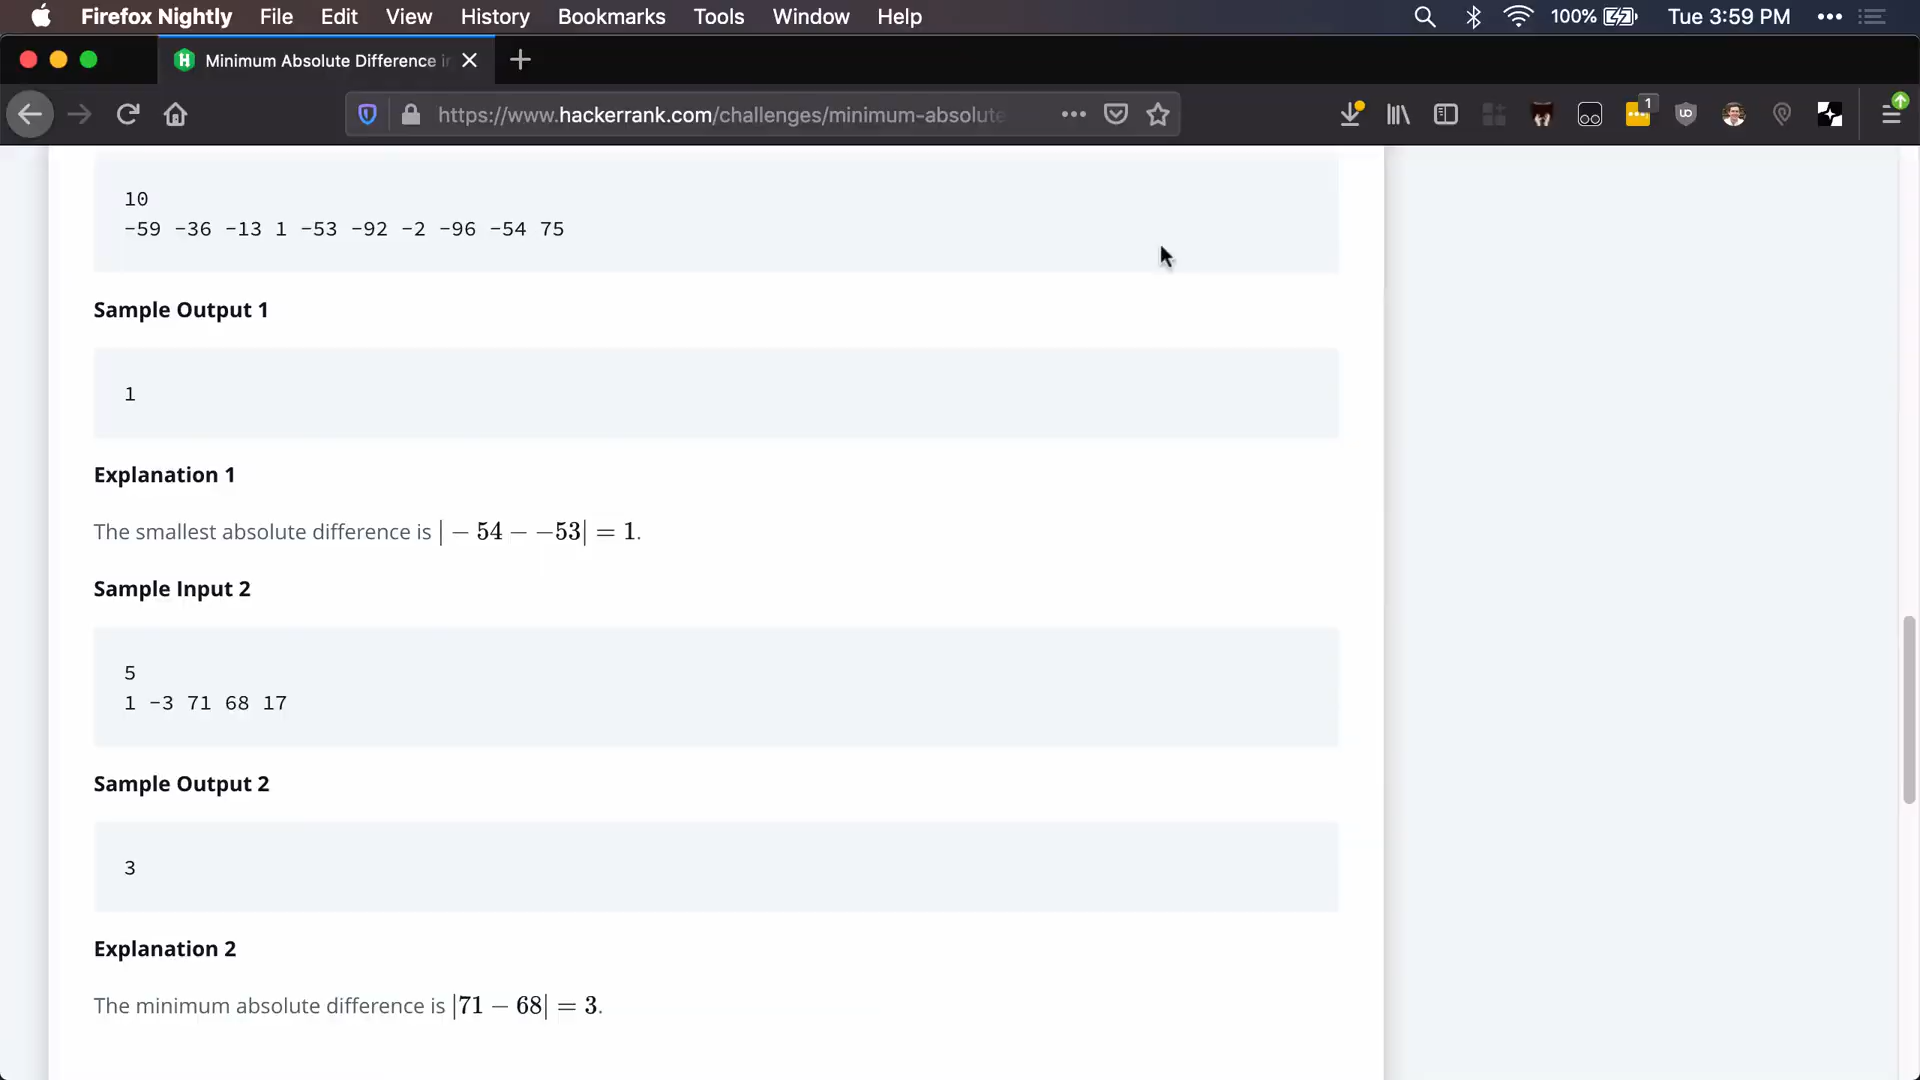 Firefox Nightly File Edit View History Bookmarks Tools Window Help 100% Tue 3:59 PM
Minimum Absolute Difference in
https://www.hackerrank.com/challenges/minimum-absolute
1
10
-59 -36 -13 1 -53 -92 -2 -96 -54 75
Sample Output 1
1
Explanation 1
The smallest absolute difference is |− 54 − −53| = 1.
Sample Input 2
5
1 -3 71 68 17
Sample Output 2
3
Explanation 2
The minimum absolute difference is |71 − 68| = 3.